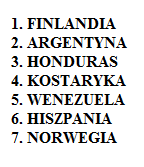 1. FINLANDIA
2. ARGENTYNA
3. HONDURAS
4. KOSTARYKA
5. WENEZUELA
6. HISZPANIA
7. NORWEGIA